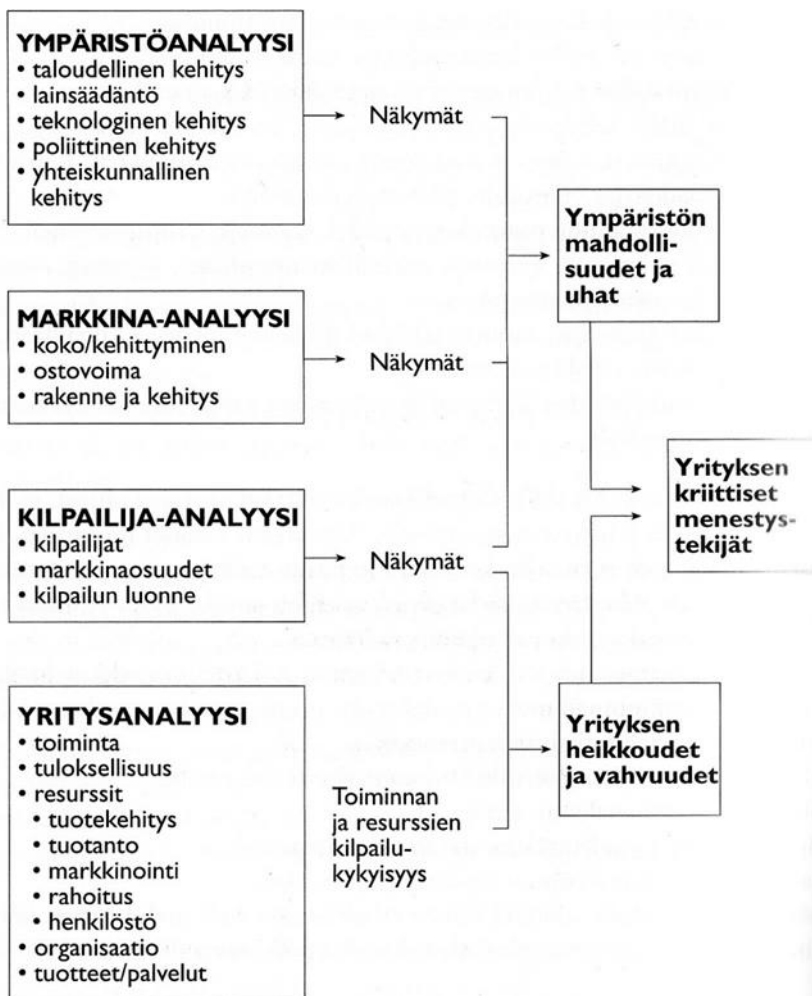 YMPÄRISTÖANALYYSI
• taloudellinen kehitys
• lainsäädäntö
• teknologinen kehitys
• poliittinen kehitys
• yhteiskunnallinen
kehitys
Näkymät
Ympäristön
mahdolli-
suudet ja
uhat
MARKKINA-ANALYYSI
• koko/kehittyminen
• ostovoima
• rakenne ja kehitys
Näkymät
Yrityksen
kriittiset
menestys-
tekijät
KILPAILIJA-ANALYYSI
• kilpailijat
• markkinaosuudet
• kilpailun luonne
Näkymät
YRITYSANALYYSI
• toiminta
• tuloksellisuus
• resurssit
• tuotekehitys
• tuotanto
• markkinointi
• rahoitus
• henkilöstö
• organisaatio
• tuotteet/palvelut
Toiminnan
ja resurssien
kilpailu-
kykyisyys
Yrityksen
heikkoudet
ja vahvuudet